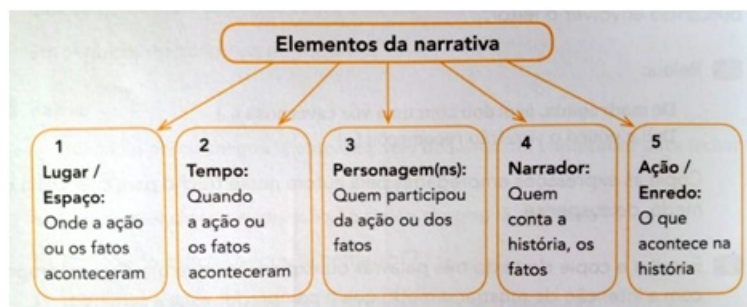 Elementos da narrativa
1
Lugar /
Espaço:
Onde a ação
ou os fatos
aconteceram
2
Tempo:
Quando
a ação ou
os fatos
aconteceram
3
Personagem(ns):
Quem participou
da ação ou dos
fatos
4
Narrador:
Quem
conta a
história, os
fatos
5
Ação /
Enredo:
O que
acontece na
história